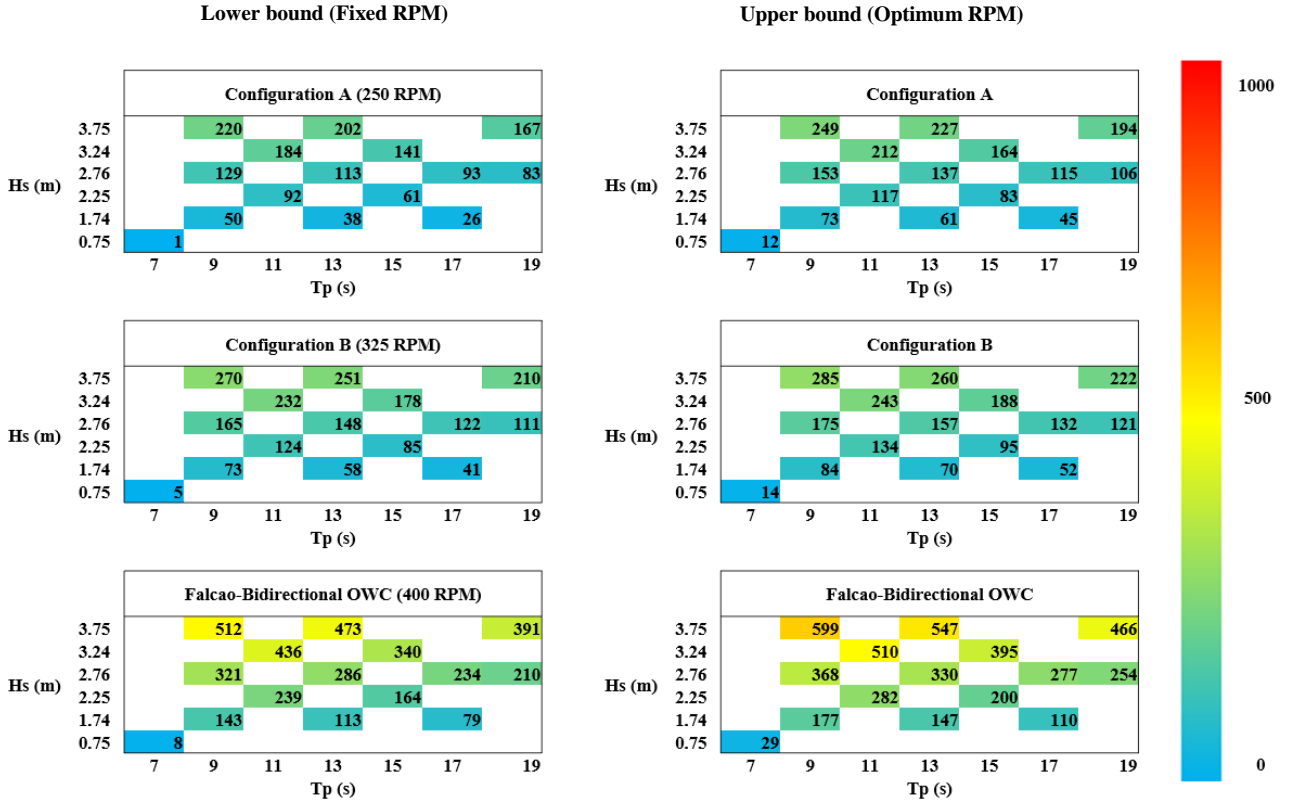 Lower bound (Fixed RPM)
Upper bound (Optimum RPM)
Configuration A (250 RPM)
3.75 220 202 167
3.24 184 141
2.76 129 113 93 83
Hs (m)
2.25 92 61
1.74 50 38 26
0.75 1
7 9 11 13 15 17 19
Tp (s)
Configuration A
3.75 249 227 194
3.24 212 164
2.76 153 137 115 106
Hs (m)
2.25 117 83
1.74 73 61 45
0.75 12
7 9 11 13 15 17 19
Tp (s)
Configuration B (325 RPM)
3.75 270 251 210
3.24 232 178
2.76 165 148 122 111
Hs (m)
2.25 124 85
1.74 73 58 41
0.75 5
7 9 11 13 15 17 19
Tp (s)
Configuration B
3.75 285 260 222
3.24 243 188
2.76 175 157 132 121
Hs (m)
2.25 134 95
1.74 84 70 52
0.75 14
7 9 11 13 15 17 19
Tp (s)
Falcao-Bidirectional OWC (400 RPM)
3.75 512 473 391
3.24 436 340
2.76 321 286 234 210
Hs (m)
2.25 239 164
1.74 143 113 79
0.75 8
7 9 11 13 15 17 19
Tp (s)
Falcao-Bidirectional OWC
3.75 599 547 466
3.24 510 395
2.76 368 330 277 254
Hs (m)
2.25 282 200
1.74 177 147 110
0.75 29
7 9 11 13 15 17 19
Tp (s)
1000
500
0